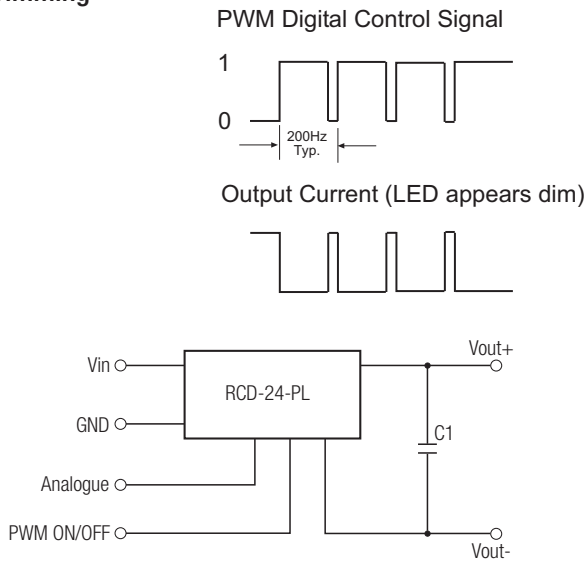 PWM Digital Control Signal
1
0
200Hz
Typ.
Output Current (LED appears dim)
Vin
RCD-24-PL
Vout+
GND
C1
Analogue
PWM ON/OFF
Vout-